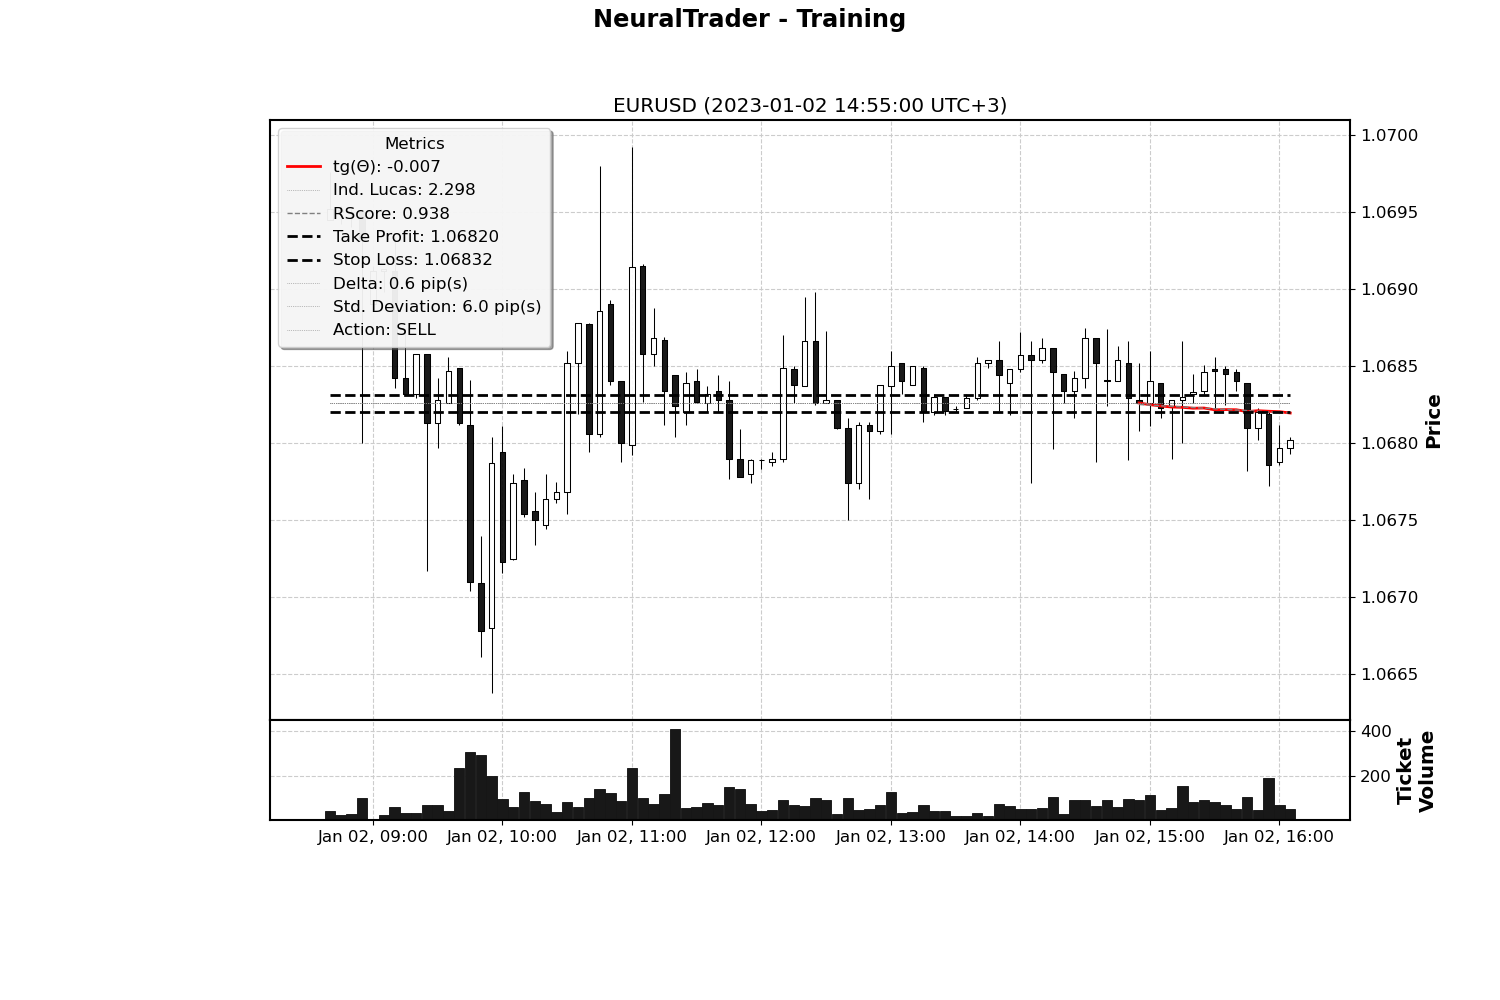 NeuralTrader - Training
EURUSD (2023-01-02 14:55:00 UTC+3)
Metrics
tg(Θ): -0.007
Ind. Lucas: 2.298
RScore: 0.938
Take Profit: 1.06820
Stop Loss: 1.06832
Delta: 0.6 pip(s)
Std. Deviation: 6.0 pip(s)
Action: SELL
1.0700
1.0695
1.0690
1.0685
1.0680
1.0675
1.0670
1.0665
Price
400
200
Ticket
Volume
Jan 02, 09:00 Jan 02, 10:00 Jan 02, 11:00 Jan 02, 12:00 Jan 02, 13:00 Jan 02, 14:00 Jan 02, 15:00 Jan 02, 16:00